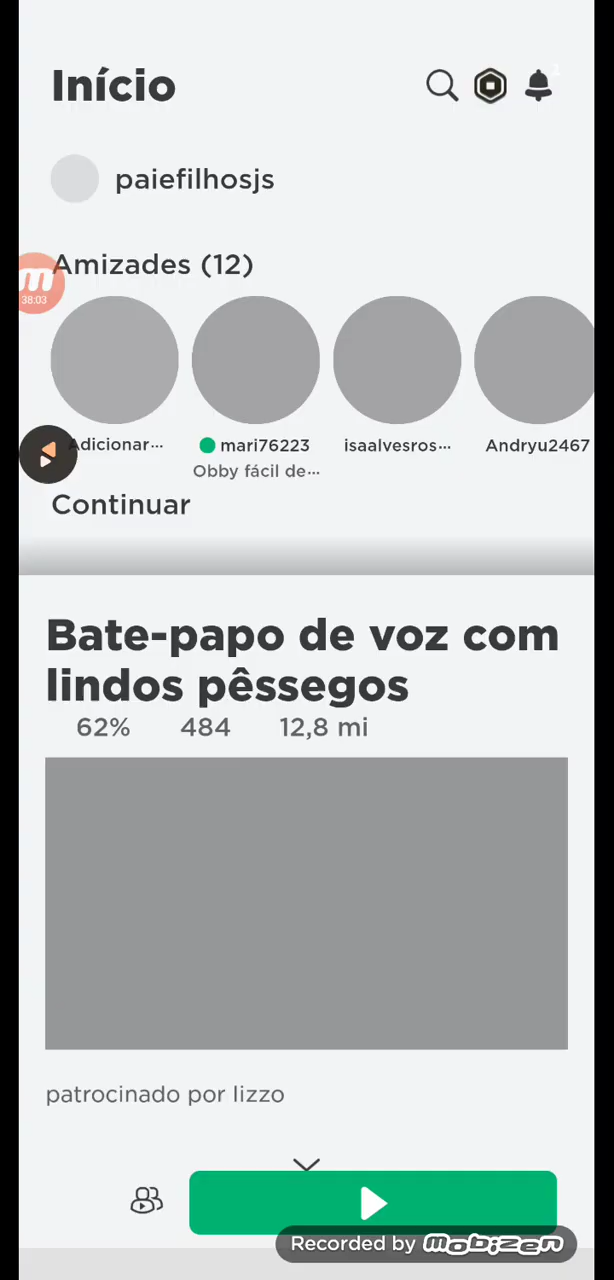 Início
paiefilhosjs
Amizades (12)
m
38:03
Adicionar...
mari76223
isaalvesros...
Andryu2467
Obby fácil de...
Continuar
Bate-papo de voz com
lindos pêssegos
62% 484 12,8 mi
patrocinado por lizzo
Recorded by mobizen